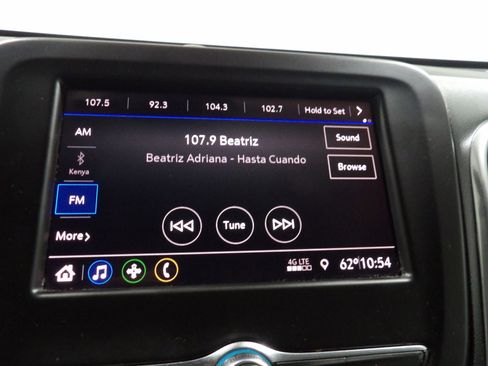 107.5 92.3 104.3 102.7 Hold to Set
AM
107.9 Beatriz
Sound
Beatriz Adriana - Hasta Cuando
Browse
Kenya
FM
Tune
More
4G LTE
62° 10:54